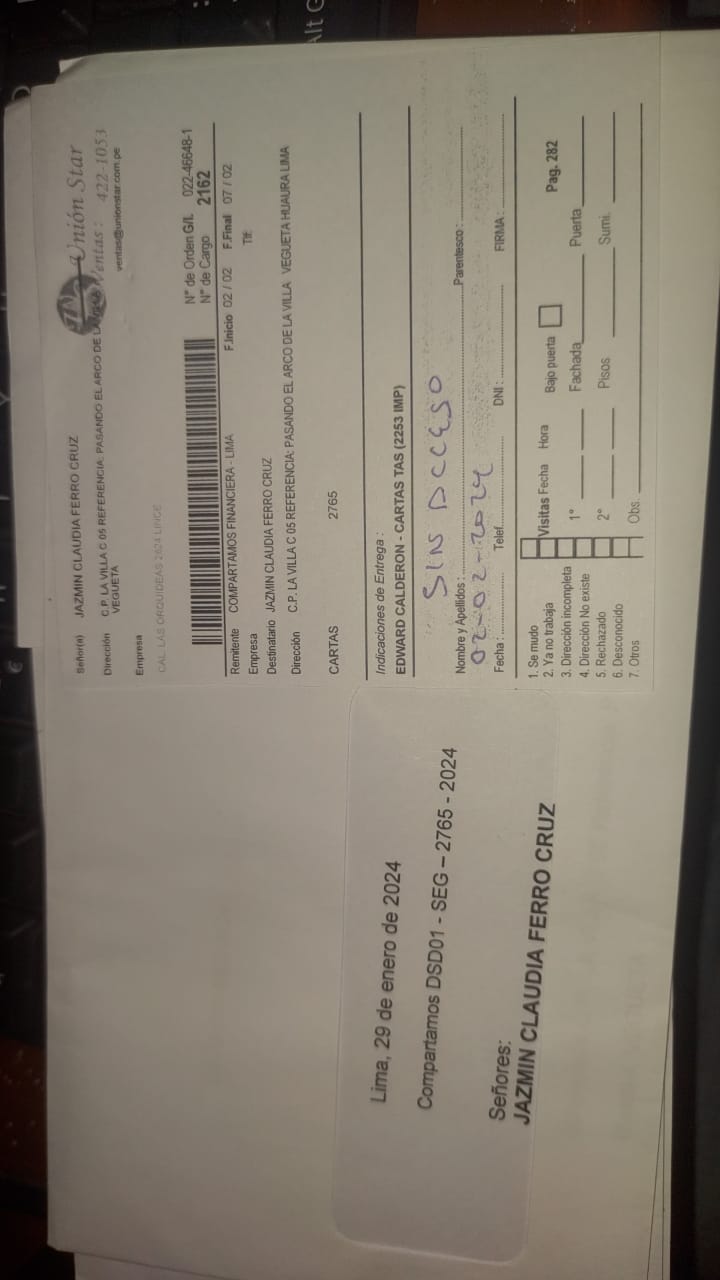 Unión Star
Ventas : 422-1053
ventas@unionstar.com.pe
Señor(a) JAZMIN CLAUDIA FERRO CRUZ
Dirección C.P. LA VILLA C 05 REFERENCIA: PASANDO EL ARCO DE LA VILLA
VEGUETA
Empresa
CAL. LAS ORQUIDEAS 2674 LINCE
N° de Orden G/L 022-46648-1
N° de Cargo 2162
Remitente COMPARTAMOS FINANCIERA - LIMA F.Inicio 02 / 02 F.Final 07 / 02
Empresa Tlf:
Destinatario JAZMIN CLAUDIA FERRO CRUZ
Dirección C.P. LA VILLA C 05 REFERENCIA: PASANDO EL ARCO DE LA VILLA VEGUETA HUAURA LIMA
CARTAS 2765
Indicaciones de Entrega :
EDWARD CALDERON - CARTAS TAS (2253 IMP)
SIN ACCESO
Nombre y Apellidos : Parentesco :
02-02-2024
Fecha : Telef. DNI : FIRMA :
1. Se mudo
2. Ya no trabaja
3. Dirección incompleta
4. Dirección No existe
5. Rechazado
6. Desconocido
7. Otros
Visitas Fecha Hora Bajo puerta Pag. 282
1° Fachada Puerta
2° Pisos Sumi.
Obs.
Lima, 29 de enero de 2024
Compartamos DSD01 - SEG – 2765 - 2024
Señores:
JAZMIN CLAUDIA FERRO CRUZ
Alt G
€